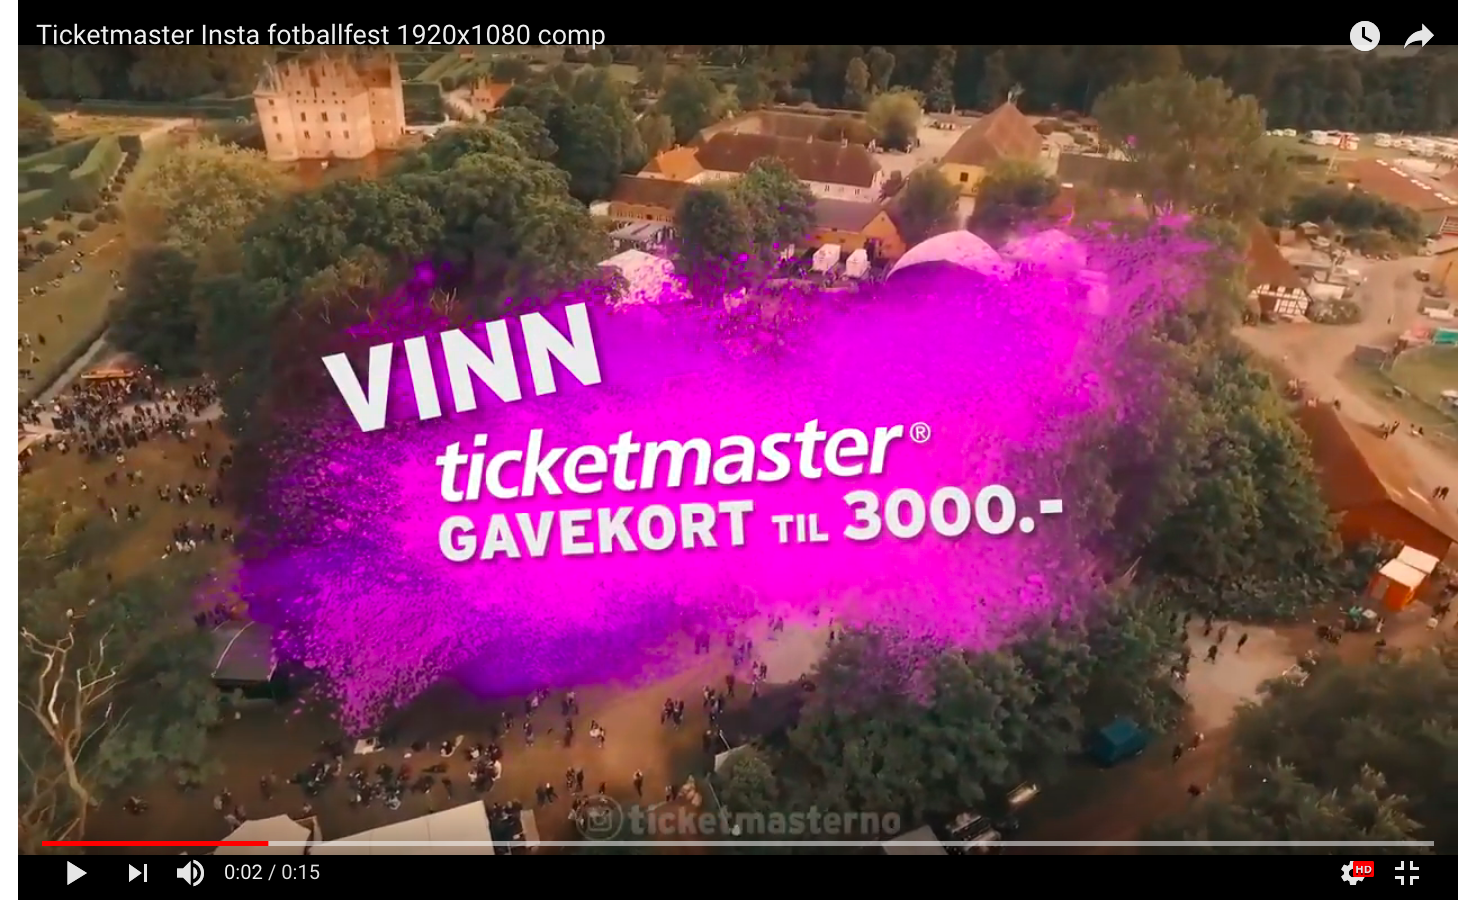 Ticketmaster Insta fotballfest 1920x1080 comp
VINN
ticketmaster®
GAVEKORT TIL 3000.-
ticketmasterno
0:02 / 0:15
HD